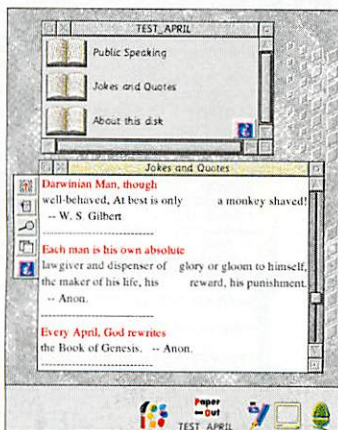 TEST_APRIL
Public Speaking
Jokes and Quotes
About this disk
Jokes and Quotes
Darwinian Man, though
well-behaved, At best is only a monkey shaved!
-- W. S. Gilbert
----------------------------
Each man is his own absolute
lawgiver and dispenser of glory or gloom to himself,
the maker of his life, his reward, his punishment.
-- Anon.
----------------------------
Every April, God rewrites
the Book of Genesis. -- Anon.
----------------------------
Paper
Out
TEST_APRIL